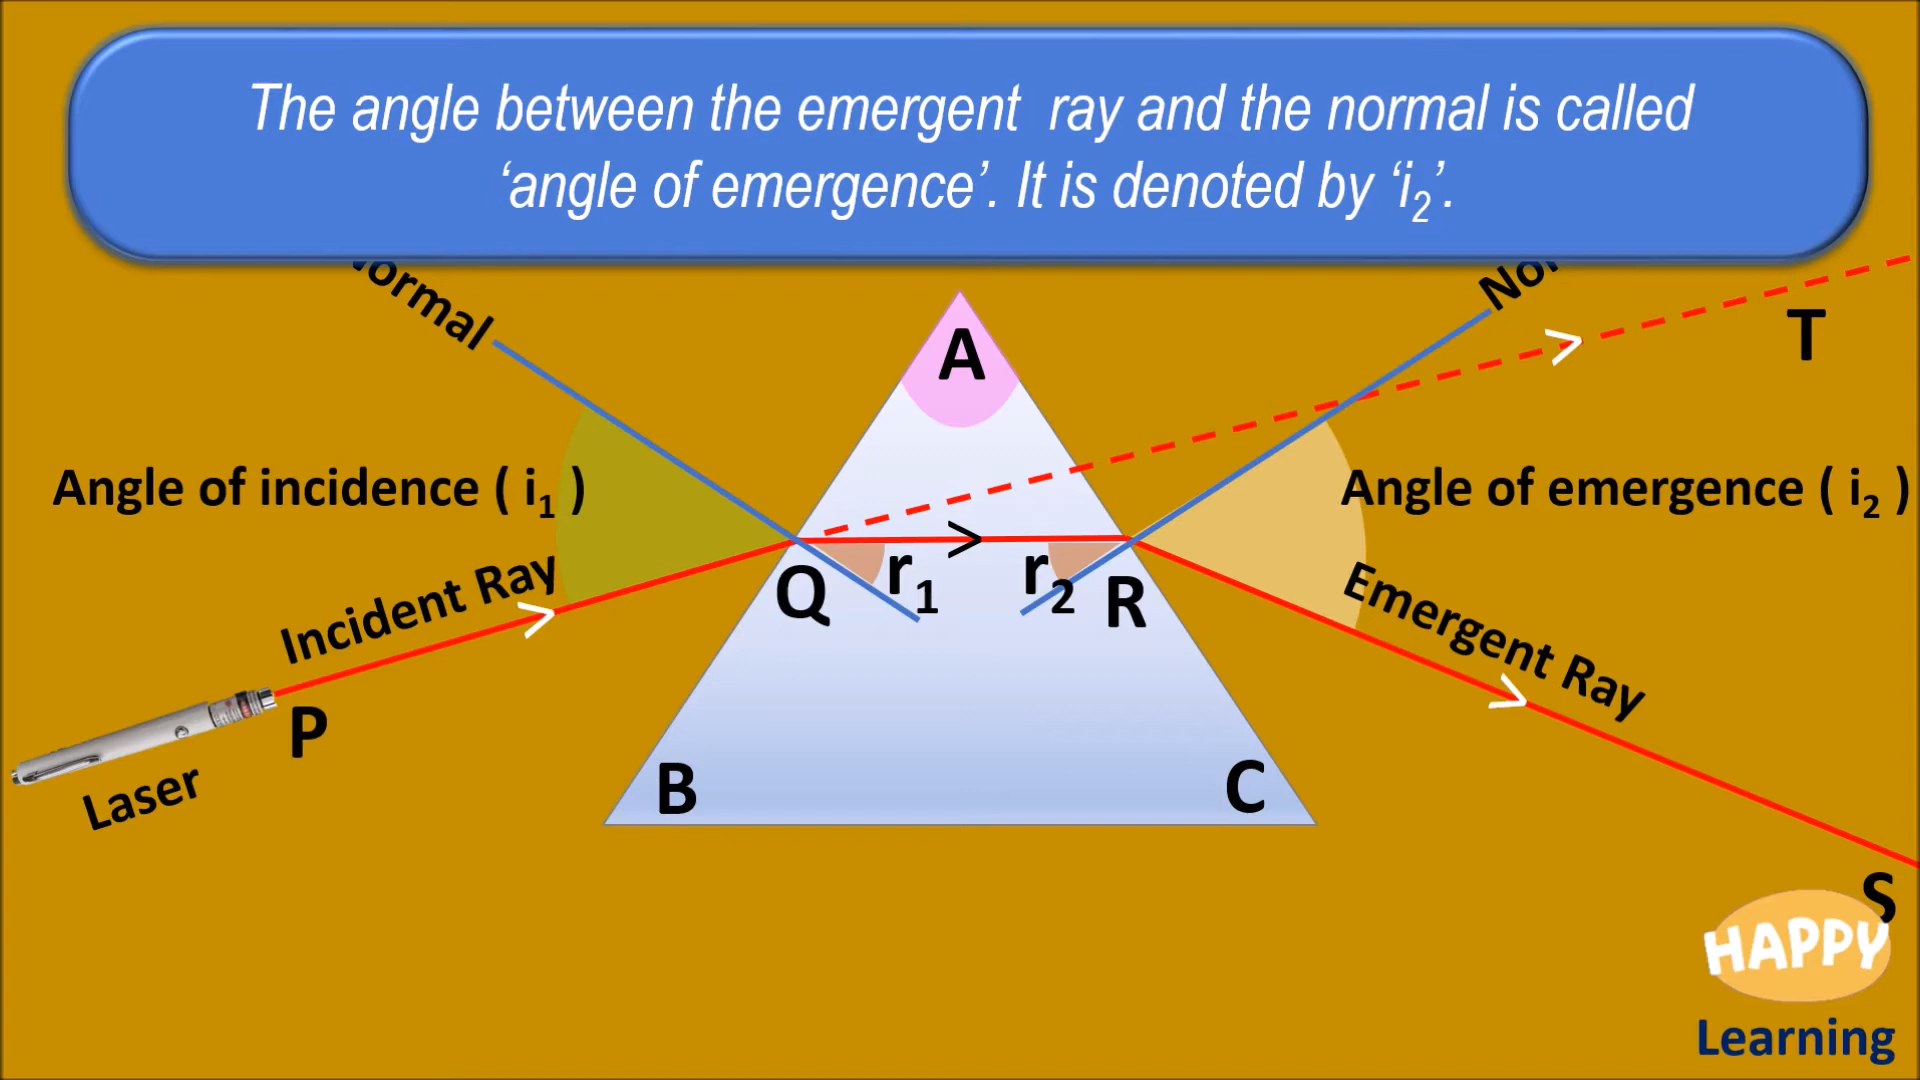 The angle between the emergent ray and the normal is called
‘angle of emergence’. It is denoted by ‘i₂’.
T
A
Angle of incidence ( i₁ )
Angle of emergence ( i₂ )
Incident Ray
Q
r₁
r₂
R
Emergent Ray
P
Laser
B
C
S
HAPPY
Learning